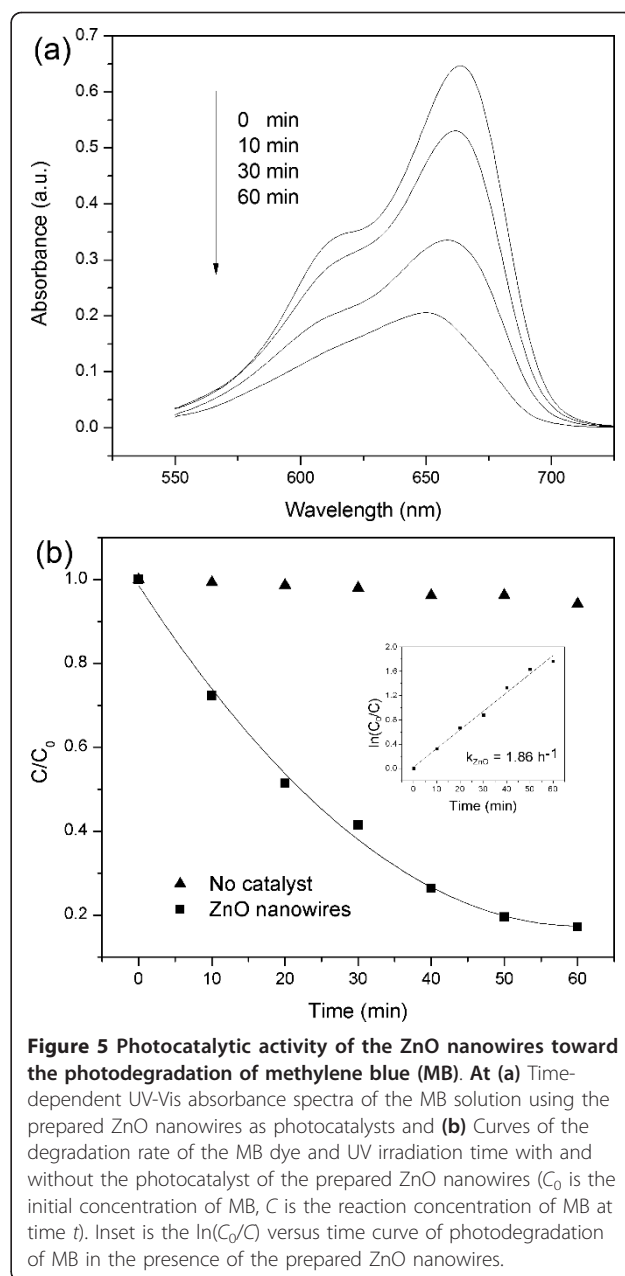 (a)
0.7
0.6
0.5
0.4
0.3
0.2
0.1
0.0
Absorbance (a.u.)
0 min
10 min
30 min
60 min
550 600 650 700
Wavelength (nm)
(b)
1.0
0.8
0.6
0.4
0.2
C/C0
2.0
1.6
1.2
0.8
0.4
0.0
ln(C0/C)
kZnO = 1.86 h-1
0 10 20 30 40 50 60
Time (min)
▲ No catalyst
■ ZnO nanowires
0 10 20 30 40 50 60
Time (min)
Figure 5 Photocatalytic activity of the ZnO nanowires toward
the photodegradation of methylene blue (MB). At (a) Time-
dependent UV-Vis absorbance spectra of the MB solution using the
prepared ZnO nanowires as photocatalysts and (b) Curves of the
degradation rate of the MB dye and UV irradiation time with and
without the photocatalyst of the prepared ZnO nanowires (C0 is the
initial concentration of MB, C is the reaction concentration of MB at
time t). Inset is the ln(C0/C) versus time curve of photodegradation
of MB in the presence of the prepared ZnO nanowires.